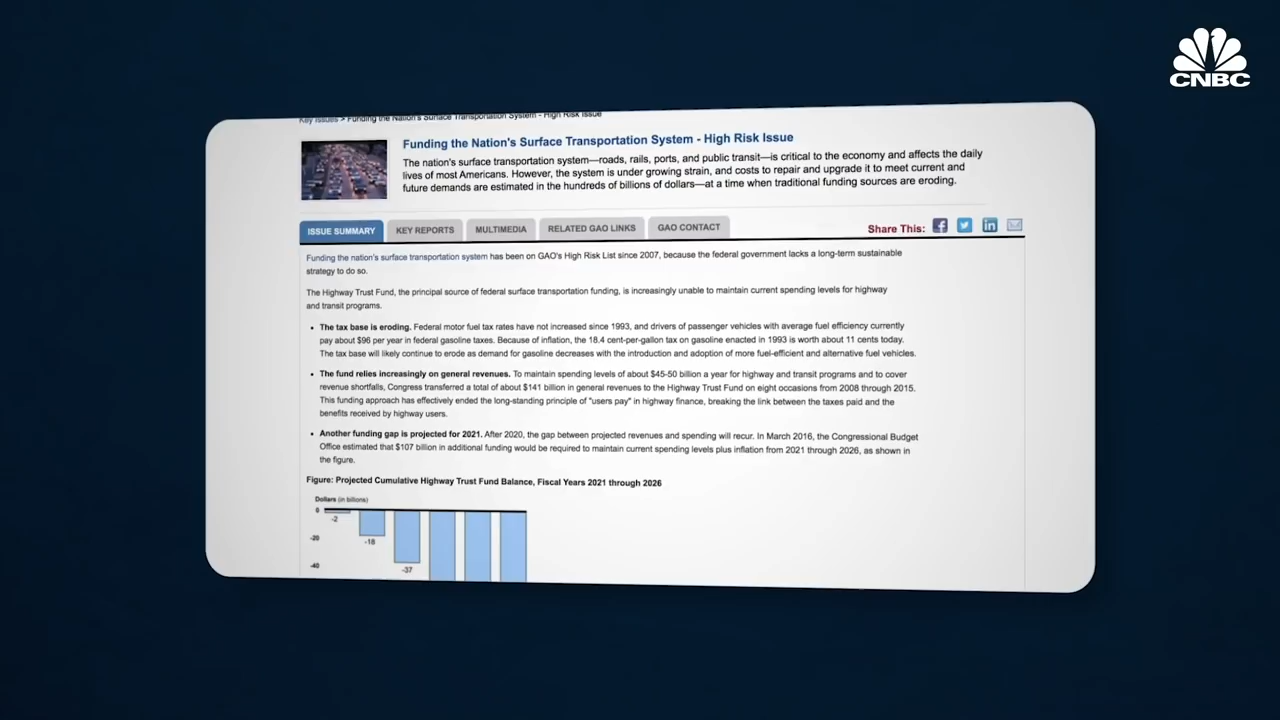 CNBC
Key Issues > Funding the Nation's Surface Transportation System - High Risk Issue
Funding the Nation's Surface Transportation System - High Risk Issue
The nation's surface transportation system—roads, rails, ports, and public transit—is critical to the economy and affects the daily
lives of most Americans. However, the system is under growing strain, and costs to repair and upgrade it to meet current and
future demands are estimated in the hundreds of billions of dollars—at a time when traditional funding sources are eroding.
ISSUE SUMMARY KEY REPORTS MULTIMEDIA RELATED GAO LINKS GAO CONTACT
Share This:
Funding the nation's surface transportation system has been on GAO's High Risk List since 2007, because the federal government lacks a long-term sustainable
strategy to do so.
The Highway Trust Fund, the principal source of federal surface transportation funding, is increasingly unable to maintain current spending levels for highway
and transit programs.
• The tax base is eroding. Federal motor fuel tax rates have not increased since 1993, and drivers of passenger vehicles with average fuel efficiency currently
pay about $96 per year in federal gasoline taxes. Because of inflation, the 18.4 cent-per-gallon tax on gasoline enacted in 1993 is worth about 11 cents today.
The tax base will likely continue to erode as demand for gasoline decreases with the introduction and adoption of more fuel-efficient and alternative fuel vehicles.
• The fund relies increasingly on general revenues. To maintain spending levels of about $45-50 billion a year for highway and transit programs and to cover
revenue shortfalls, Congress transferred a total of about $141 billion in general revenues to the Highway Trust Fund on eight occasions from 2008 through 2015.
This funding approach has effectively ended the long-standing principle of "users pay" in highway finance, breaking the link between the taxes paid and the
benefits received by highway users.
• Another funding gap is projected for 2021. After 2020, the gap between projected revenues and spending will recur. In March 2016, the Congressional Budget
Office estimated that $107 billion in additional funding would be required to maintain current spending levels plus inflation from 2021 through 2026, as shown in
the figure.
Figure: Projected Cumulative Highway Trust Fund Balance, Fiscal Years 2021 through 2026
Dollars (in billions)
0
-2
-20
-18
-40
-37